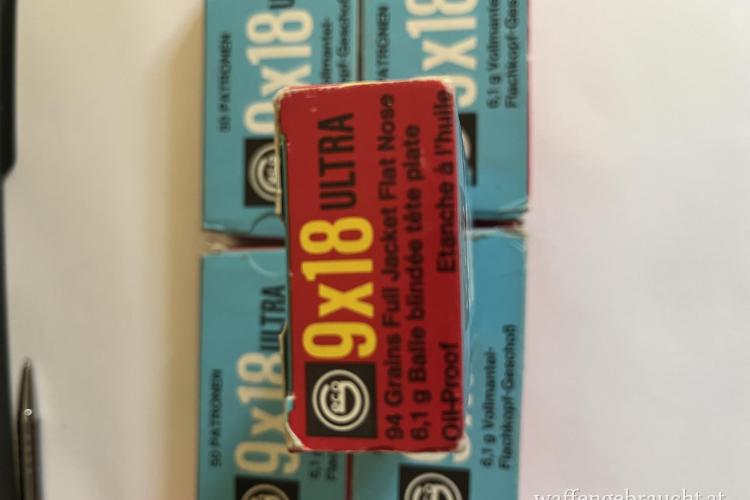 9x18 ULTRA
94 Grains Full Jacket Flat Nose
6,1 g Balle blindée tête plate
Oil-Proof Etanche à l'huile
geco
50 PATRONEN
9x18
50 PATRONEN
9x18 ULTRA
6,1 g Vollmantel-
Flachkopf-Geschoß
6,1 g Vollmantel-
Flachkopf-Geschoß
waffengebraucht.at